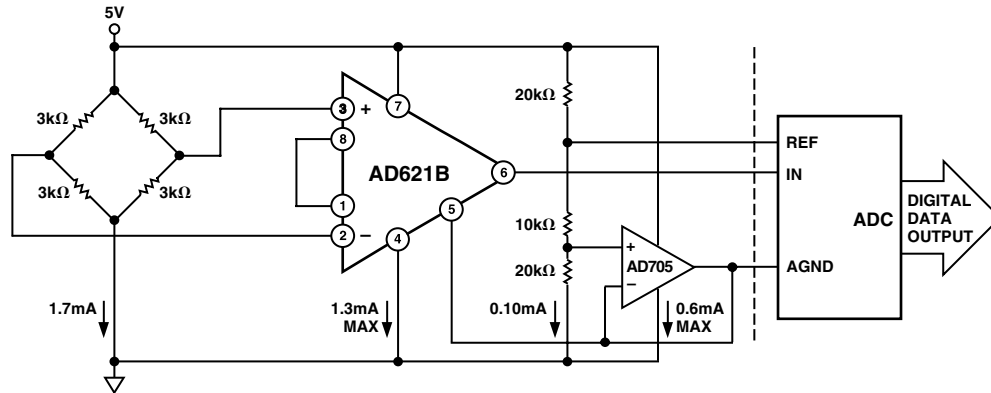 5V
3kΩ
3kΩ
3kΩ
3kΩ
1.7mA
3
+
8
1
2
–
7
AD621B
6
5
4
1.3mA
MAX
20kΩ
10kΩ
20kΩ
0.10mA
+
AD705
–
0.6mA
MAX
REF
IN
ADC
AGND
DIGITAL
DATA
OUTPUT